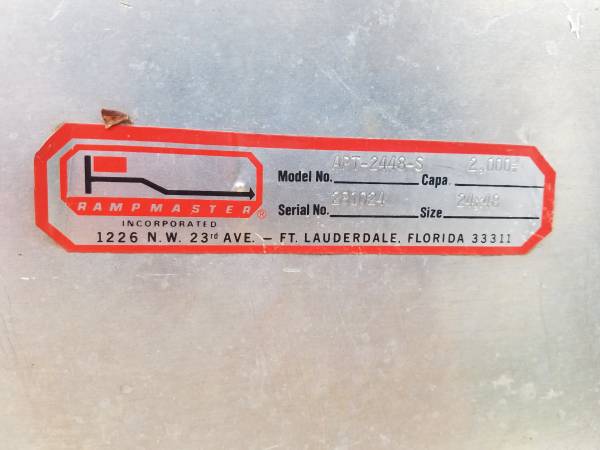 RAMPMASTER®
INCORPORATED
Model No. APT-2448-S Capa. 2,000#
Serial No. Size 24x48
1226 N.W. 23rd AVE. – FT. LAUDERDALE, FLORIDA 33311